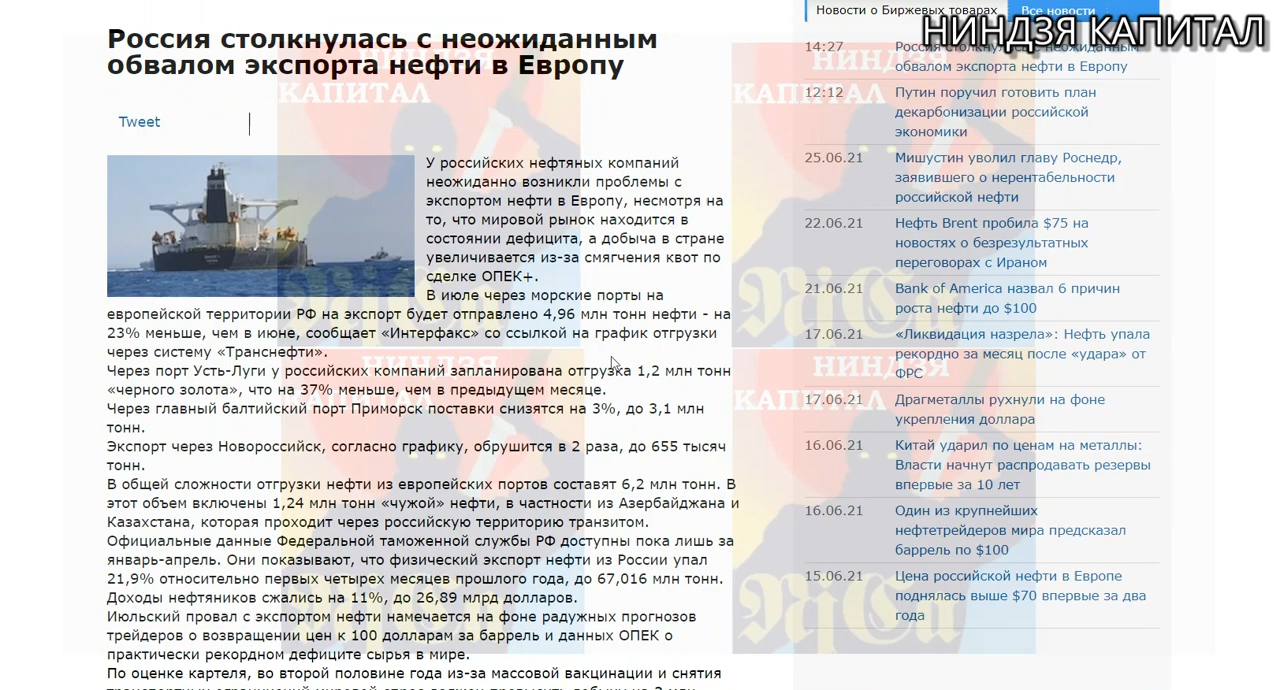 Россия столкнулась с неожиданным
обвалом экспорта нефти в Европу
Tweet
У российских нефтяных компаний
неожиданно возникли проблемы с
экспортом нефти в Европу, несмотря на
то, что мировой рынок находится в
состоянии дефицита, а добыча в стране
увеличивается из-за смягчения квот по
сделке ОПЕК+.
В июле через морские порты на
европейской территории РФ на экспорт будет отправлено 4,96 млн тонн нефти - на
23% меньше, чем в июне, сообщает «Интерфакс» со ссылкой на график отгрузки
через систему «Транснефти».
Через порт Усть-Луги у российских компаний запланирована отгрузка 1,2 млн тонн
«черного золота», что на 37% меньше, чем в предыдущем месяце.
Через главный балтийский порт Приморск поставки снизятся на 3%, до 3,1 млн
тонн.
Экспорт через Новороссийск, согласно графику, обрушится в 2 раза, до 655 тысяч
тонн.
В общей сложности отгрузки нефти из европейских портов составят 6,2 млн тонн. В
этот объем включены 1,24 млн тонн «чужой» нефти, в частности из Азербайджана и
Казахстана, которая проходит через российскую территорию транзитом.
Официальные данные Федеральной таможенной службы РФ доступны пока лишь за
январь-апрель. Они показывают, что физический экспорт нефти из России упал
21,9% относительно первых четырех месяцев прошлого года, до 67,016 млн тонн.
Доходы нефтяников сжались на 11%, до 26,89 млрд долларов.
Июльский провал с экспортом нефти намечается на фоне радужных прогнозов
трейдеров о возвращении цен к 100 долларам за баррель и данных ОПЕК о
практически рекордном дефиците сырья в мире.
По оценке картеля, во второй половине года из-за массовой вакцинации и снятия
Новости о Биржевых товарах
Все новости
НИНДЗЯ КАПИТАЛ
14:27 Россия столкнулась с неожиданным
обвалом экспорта нефти в Европу
12:12 Путин поручил готовить план
декарбонизации российской
экономики
25.06.21 Мишустин уволил главу Роснедр,
заявившего о нерентабельности
российской нефти
22.06.21 Нефть Brent пробила $75 на
новостях о безрезультатных
переговорах с Ираном
21.06.21 Bank of America назвал 6 причин
роста нефти до $100
17.06.21 «Ликвидация назрела»: Нефть упала
рекордно за месяц после «удара» от
ФРС
17.06.21 Драгметаллы рухнули на фоне
укрепления доллара
16.06.21 Китай ударил по ценам на металлы:
Власти начнут распродавать резервы
впервые за 10 лет
16.06.21 Один из крупнейших
нефтетрейдеров мира предсказал
баррель по $100
15.06.21 Цена российской нефти в Европе
поднялась выше $70 впервые за два
года
НИНДЗЯ
КАПИТАЛ
NjCa
НИНДЗЯ
КАПИТАЛ
NjCa
НИНДЗЯ
КАПИТАЛ
NjCa
НИНДЗЯ
КАПИТАЛ
NjCa